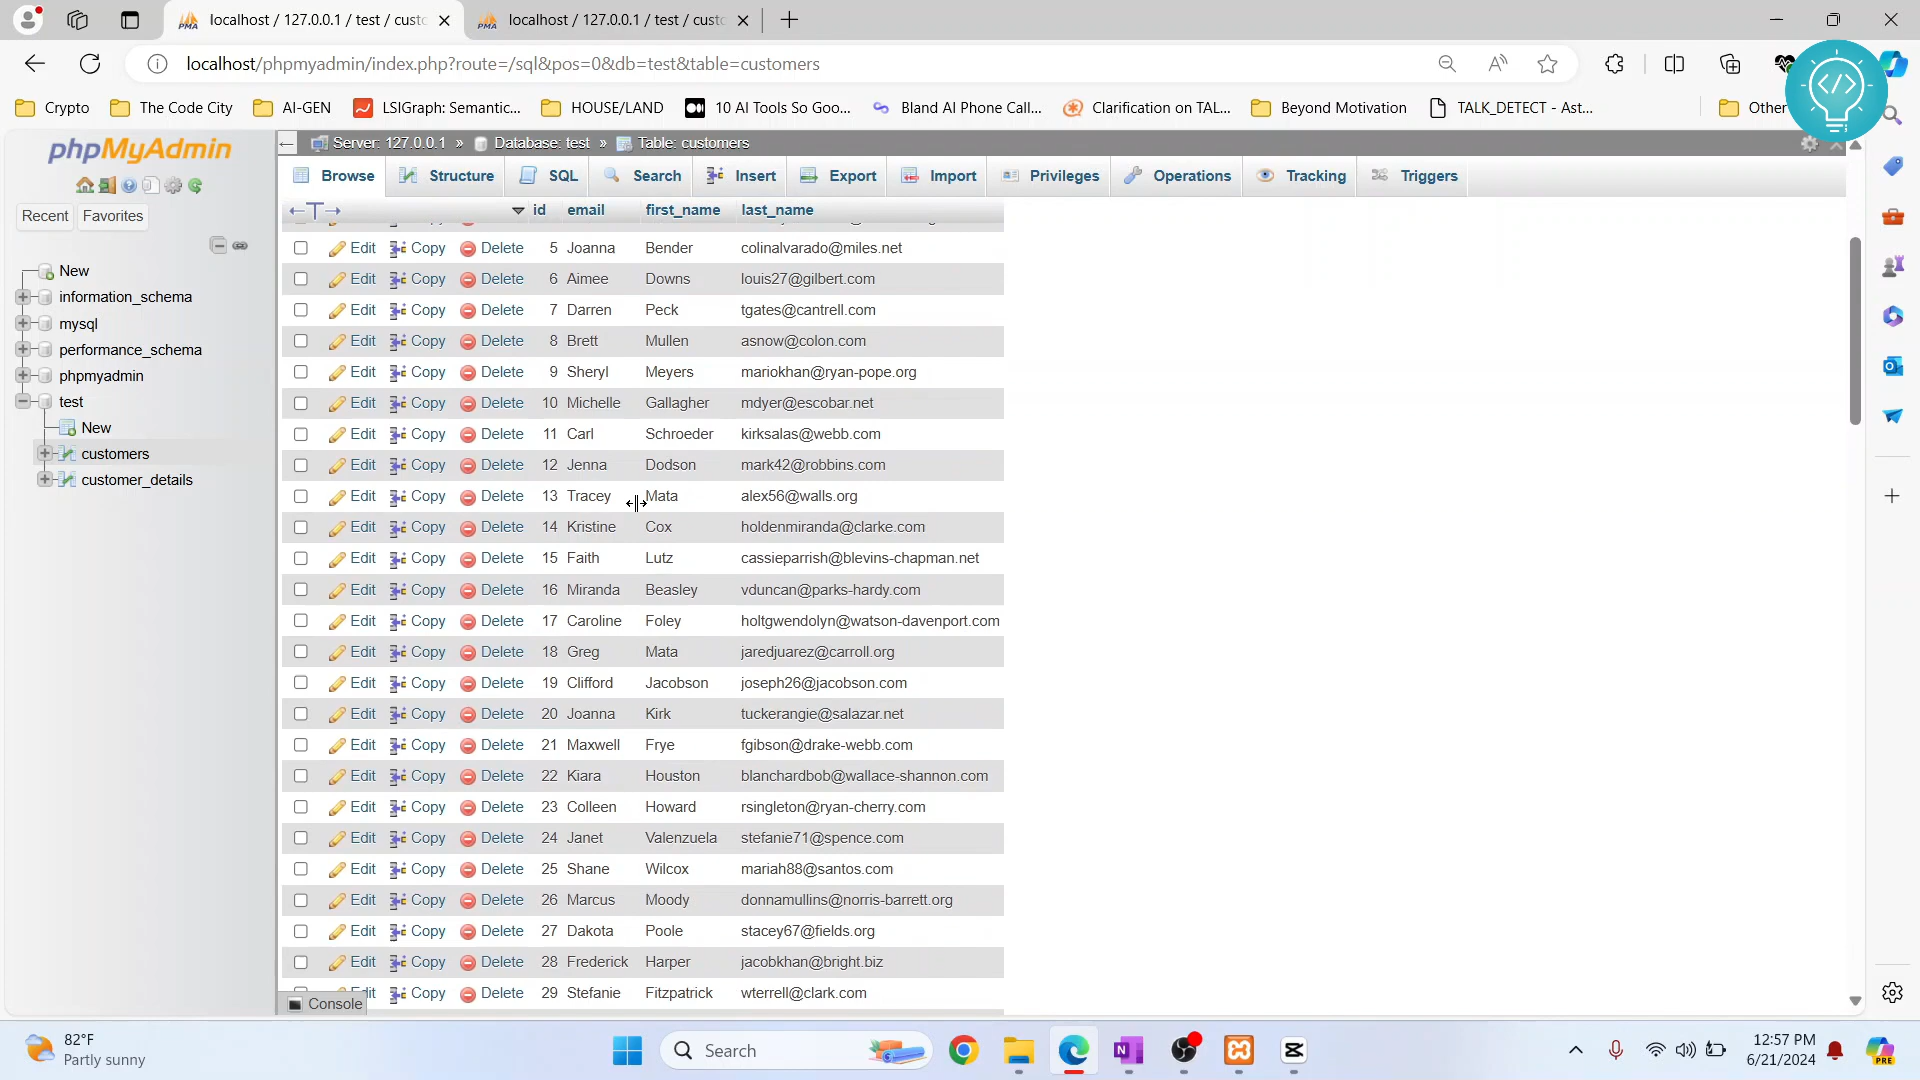 localhost / 127.0.0.1 / test / custo
localhost / 127.0.0.1 / test / custo
localhost/phpmyadmin/index.php?route=/sql&pos=0&db=test&table=customers
Crypto
The Code City
AI-GEN
LSIGraph: Semantic...
HOUSE/LAND
10 AI Tools So Goo...
Bland AI Phone Call...
Clarification on TAL...
Beyond Motivation
TALK_DETECT - Ast...
Other
phpMyAdmin
Server: 127.0.0.1 » Database: test » Table: customers
Browse Structure SQL Search Insert Export Import Privileges Operations Tracking Triggers
Recent Favorites
New
information_schema
mysql
performance_schema
phpmyadmin
test
New
customers
customer_details
id email first_name last_name
Edit Copy Delete 5 Joanna Bender colinalvarado@miles.net
Edit Copy Delete 6 Aimee Downs louis27@gilbert.com
Edit Copy Delete 7 Darren Peck tgates@cantrell.com
Edit Copy Delete 8 Brett Mullen asnow@colon.com
Edit Copy Delete 9 Sheryl Meyers mariokhan@ryan-pope.org
Edit Copy Delete 10 Michelle Gallagher mdyer@escobar.net
Edit Copy Delete 11 Carl Schroeder kirksalas@webb.com
Edit Copy Delete 12 Jenna Dodson mark42@robbins.com
Edit Copy Delete 13 Tracey Mata alex56@walls.org
Edit Copy Delete 14 Kristine Cox holdenmiranda@clarke.com
Edit Copy Delete 15 Faith Lutz cassieparrish@blevins-chapman.net
Edit Copy Delete 16 Miranda Beasley vduncan@parks-hardy.com
Edit Copy Delete 17 Caroline Foley holtgwendolyn@watson-davenport.com
Edit Copy Delete 18 Greg Mata jaredjuarez@carroll.org
Edit Copy Delete 19 Clifford Jacobson joseph26@jacobson.com
Edit Copy Delete 20 Joanna Kirk tuckerangie@salazar.net
Edit Copy Delete 21 Maxwell Frye fgibson@drake-webb.com
Edit Copy Delete 22 Kiara Houston blanchardbob@wallace-shannon.com
Edit Copy Delete 23 Colleen Howard rsingleton@ryan-cherry.com
Edit Copy Delete 24 Janet Valenzuela stefanie71@spence.com
Edit Copy Delete 25 Shane Wilcox mariah88@santos.com
Edit Copy Delete 26 Marcus Moody donnamullins@norris-barrett.org
Edit Copy Delete 27 Dakota Poole stacey67@fields.org
Edit Copy Delete 28 Frederick Harper jacobkhan@bright.biz
Edit Copy Delete 29 Stefanie Fitzpatrick wterrell@clark.com
Console
82°F
Partly sunny
Search
12:57 PM
6/21/2024
PRE